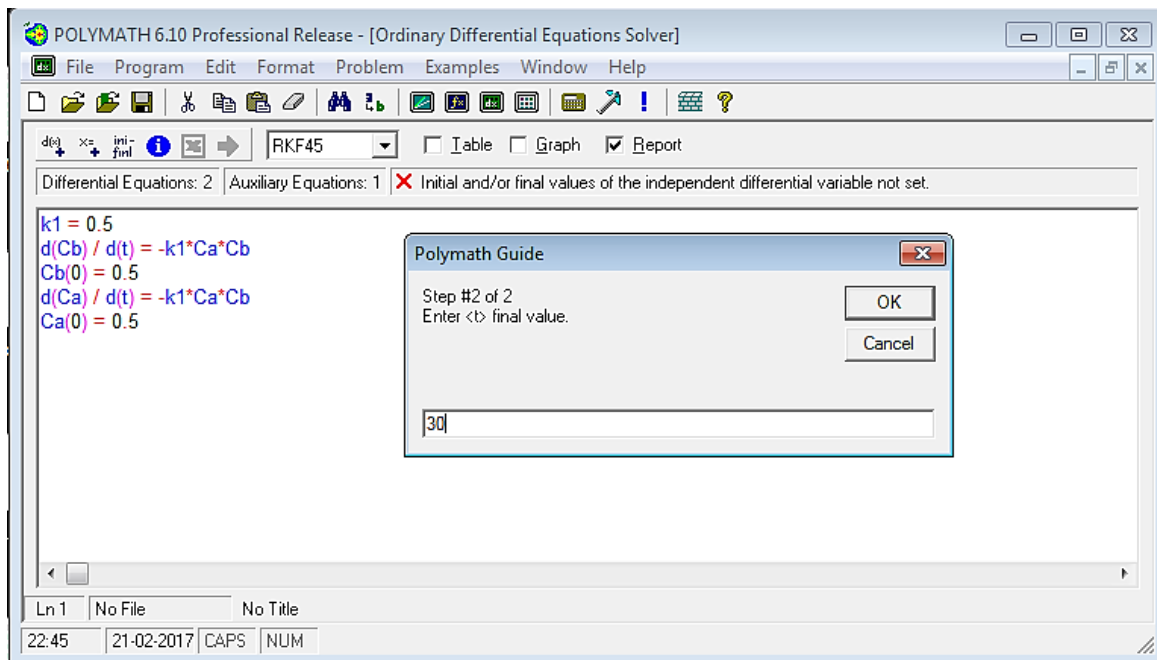 POLYMATH 6.10 Professional Release - [Ordinary Differential Equations Solver]
File Program Edit Format Problem Examples Window Help
d(x) x= ini- finl RKF45 Table Graph Report
Differential Equations: 2 Auxiliary Equations: 1 Initial and/or final values of the independent differential variable not set.
k1 = 0.5
d(Cb) / d(t) = -k1*Ca*Cb
Cb(0) = 0.5
d(Ca) / d(t) = -k1*Ca*Cb
Ca(0) = 0.5
Polymath Guide
Step #2 of 2
Enter <t> final value.
OK
Cancel
30
Ln 1 No File No Title
22:45 21-02-2017 CAPS NUM